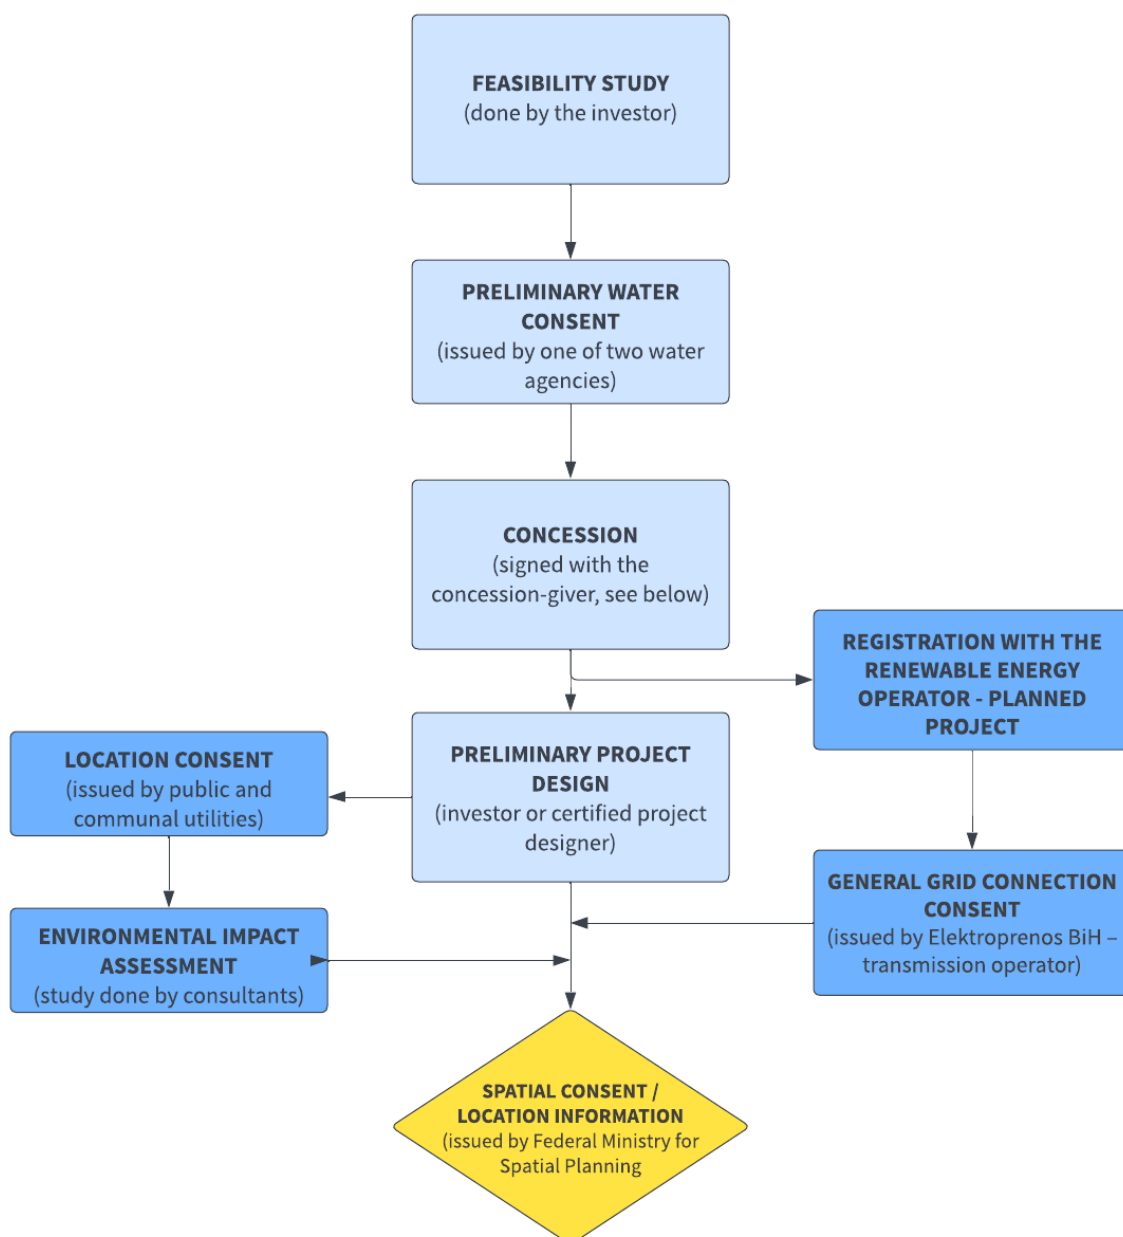 FEASIBILITY STUDY
(done by the investor)
PRELIMINARY WATER
CONSENT
(issued by one of two water
agencies)
CONCESSION
(signed with the
concession-giver, see below)
REGISTRATION WITH THE
RENEWABLE ENERGY
OPERATOR - PLANNED
PROJECT
PRELIMINARY PROJECT
DESIGN
(investor or certified project
designer)
LOCATION CONSENT
(issued by public and
communal utilities)
GENERAL GRID CONNECTION
CONSENT
(issued by Elektroprenos BiH –
transmission operator)
ENVIRONMENTAL IMPACT
ASSESSMENT
(study done by consultants)
SPATIAL CONSENT /
LOCATION INFORMATION
(issued by Federal Ministry for
Spatial Planning